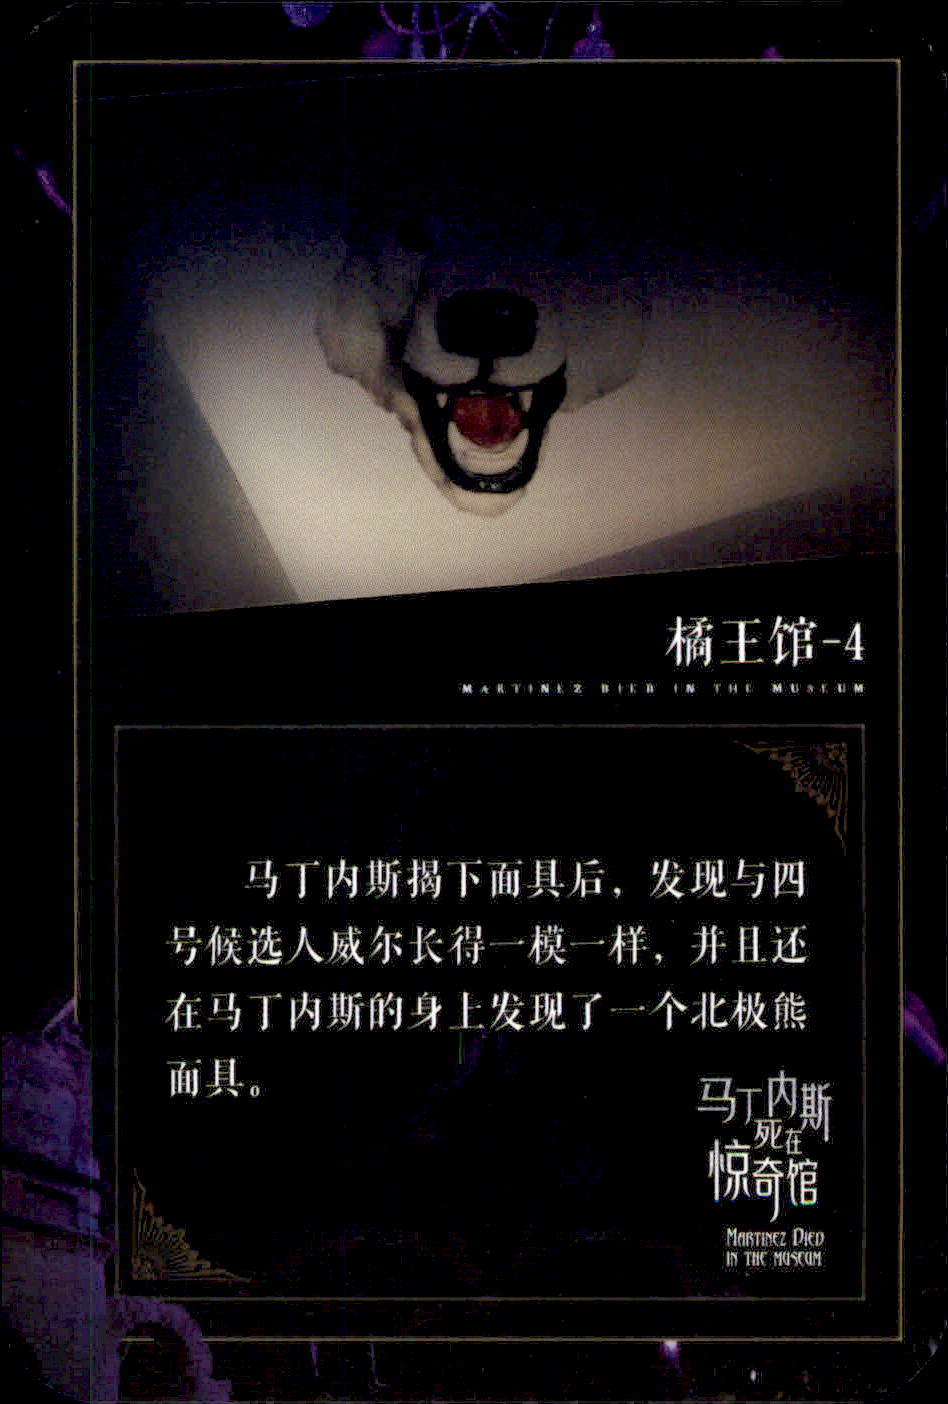 橘王馆-4
MARTINEZ DIED IN THE MUSEUM
马丁内斯揭下面具后，发现与四
号候选人威尔长得一模一样，并且还
在马丁内斯的身上发现了一个北极熊
面具。
马丁内斯
死在
惊奇馆
MARTINEZ DIED
IN THE MUSEUM